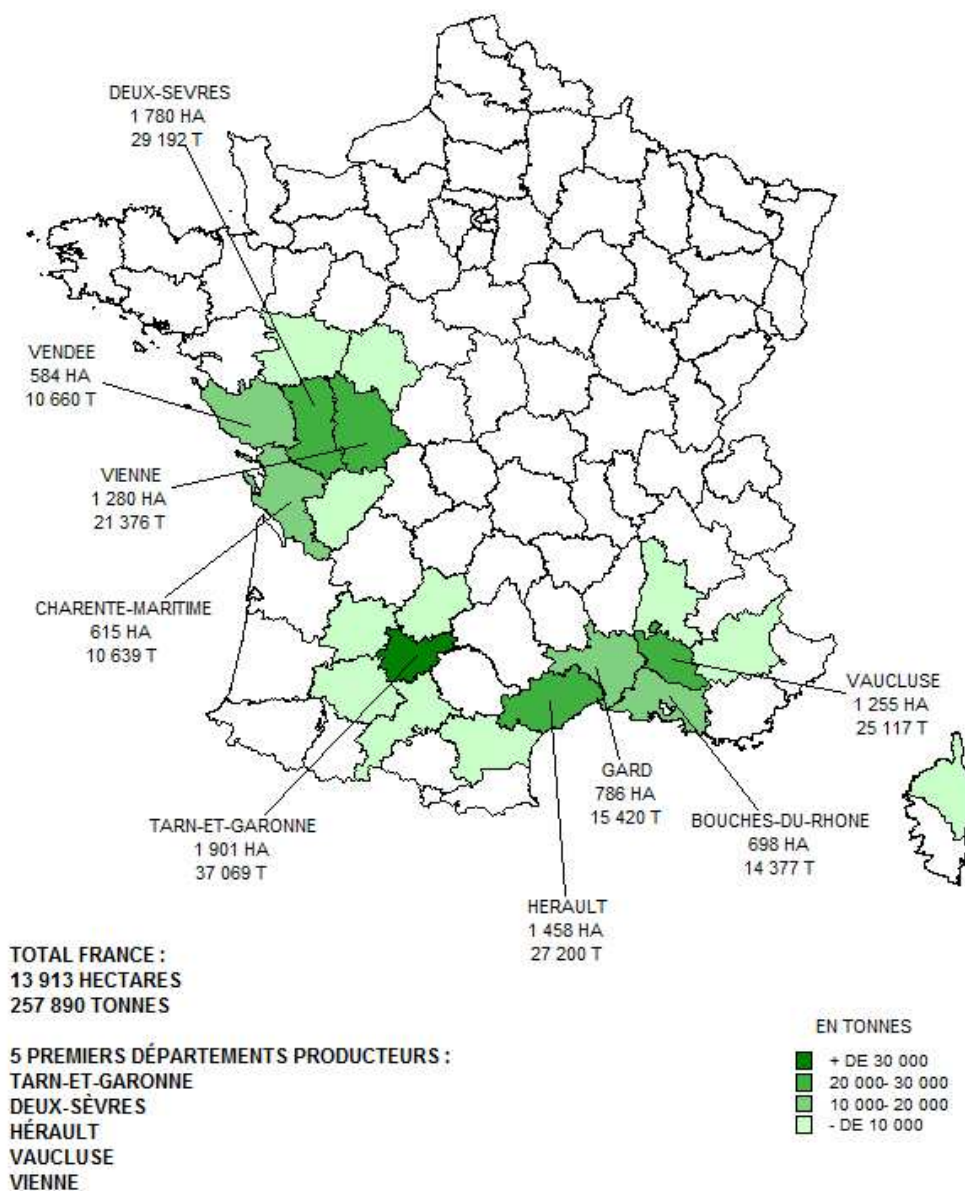 DEUX-SEVRES
1 780 HA
29 192 T
VENDEE
584 HA
10 660 T
VIENNE
1 280 HA
21 376 T
CHARENTE-MARITIME
615 HA
10 639 T
VAUCLUSE
1 255 HA
25 117 T
GARD
786 HA
15 420 T
TARN-ET-GARONNE
1 901 HA
37 069 T
BOUCHES-DU-RHONE
698 HA
14 377 T
HERAULT
1 458 HA
27 200 T
TOTAL FRANCE :
13 913 HECTARES
257 890 TONNES
5 PREMIERS DÉPARTEMENTS PRODUCTEURS :
TARN-ET-GARONNE
DEUX-SÈVRES
HÉRAULT
VAUCLUSE
VIENNE
EN TONNES
+ DE 30 000
20 000- 30 000
10 000- 20 000
- DE 10 000